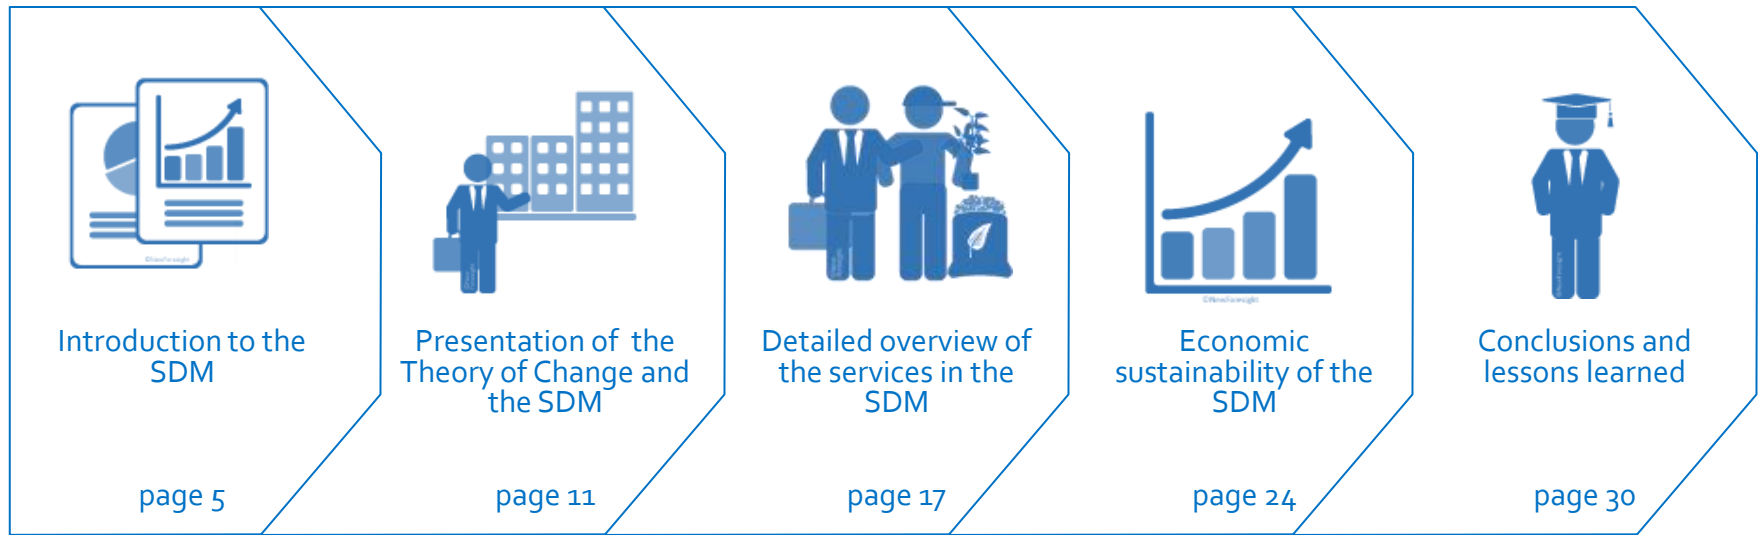 Introduction to the
SDM
page 5
Presentation of the
Theory of Change and
the SDM
page 11
Detailed overview of
the services in the
SDM
page 17
©NewForesight
Economic
sustainability of the
SDM
page 24
Conclusions and
lessons learned
page 30